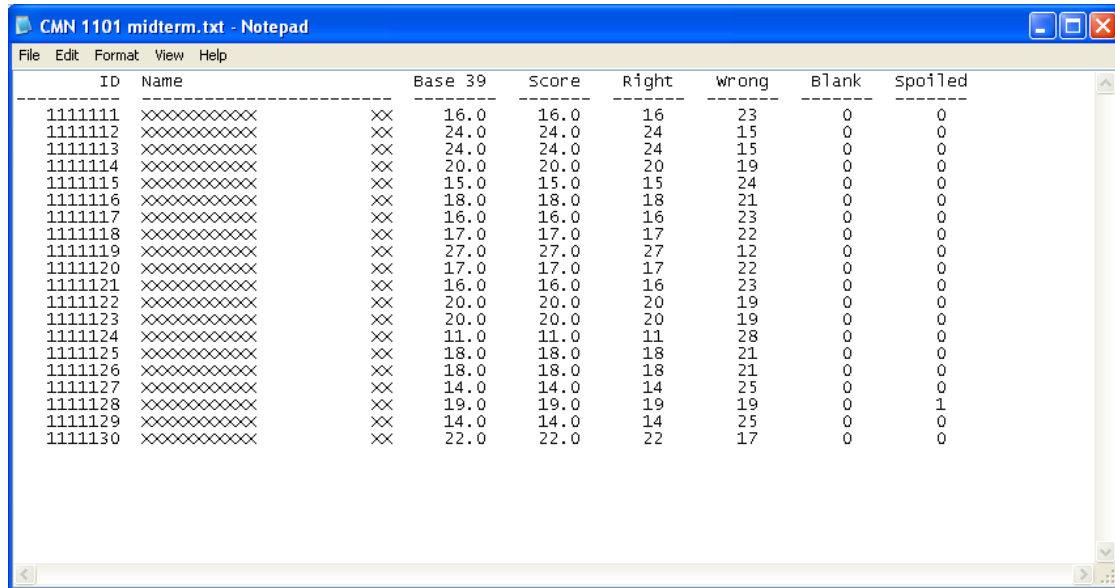 CMN 1101 midterm.txt - Notepad
File Edit Format View Help
ID Name Base 39 Score Right Wrong Blank Spoiled
---------- ------------------------- --------- ------- ------- ------- ------- -------
1111111 XXXXXXXXXXX XX 16.0 16.0 16 23 0 0
1111112 XXXXXXXXXXX XX 24.0 24.0 24 15 0 0
1111113 XXXXXXXXXXX XX 24.0 24.0 24 15 0 0
1111114 XXXXXXXXXXX XX 20.0 20.0 20 19 0 0
1111115 XXXXXXXXXXX XX 15.0 15.0 15 24 0 0
1111116 XXXXXXXXXXX XX 18.0 18.0 18 21 0 0
1111117 XXXXXXXXXXX XX 16.0 16.0 16 23 0 0
1111118 XXXXXXXXXXX XX 17.0 17.0 17 22 0 0
1111119 XXXXXXXXXXX XX 27.0 27.0 27 12 0 0
1111120 XXXXXXXXXXX XX 17.0 17.0 17 22 0 0
1111121 XXXXXXXXXXX XX 16.0 16.0 16 23 0 0
1111122 XXXXXXXXXXX XX 20.0 20.0 20 19 0 0
1111123 XXXXXXXXXXX XX 20.0 20.0 20 19 0 0
1111124 XXXXXXXXXXX XX 11.0 11.0 11 28 0 0
1111125 XXXXXXXXXXX XX 18.0 18.0 18 21 0 0
1111126 XXXXXXXXXXX XX 18.0 18.0 18 21 0 0
1111127 XXXXXXXXXXX XX 14.0 14.0 14 25 0 0
1111128 XXXXXXXXXXX XX 19.0 19.0 19 19 0 1
1111129 XXXXXXXXXXX XX 14.0 14.0 14 25 0 0
1111130 XXXXXXXXXXX XX 22.0 22.0 22 17 0 0